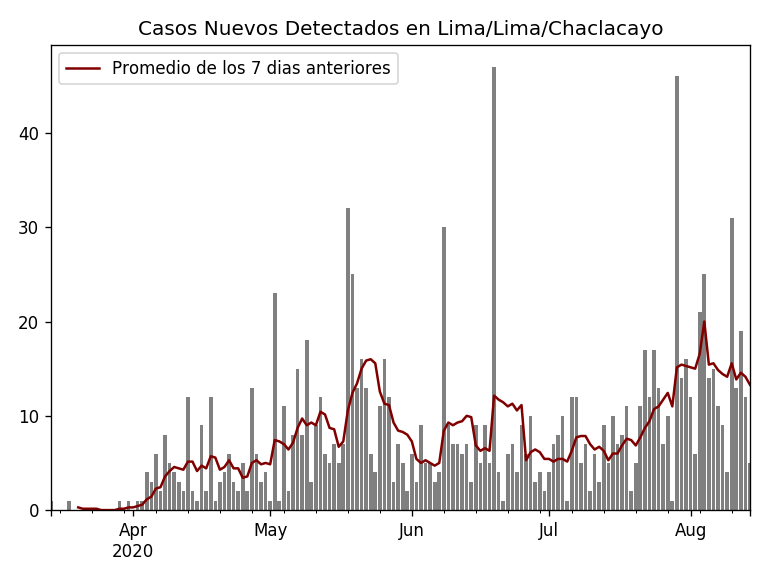 Casos Nuevos Detectados en Lima/Lima/Chaclacayo
Promedio de los 7 dias anteriores
40
30
20
10
0
Apr
2020
May
Jun
Jul
Aug